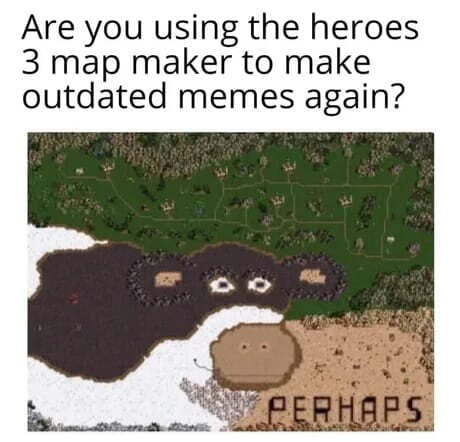 Are you using the heroes
3 map maker to make
outdated memes again?
PERHAPS